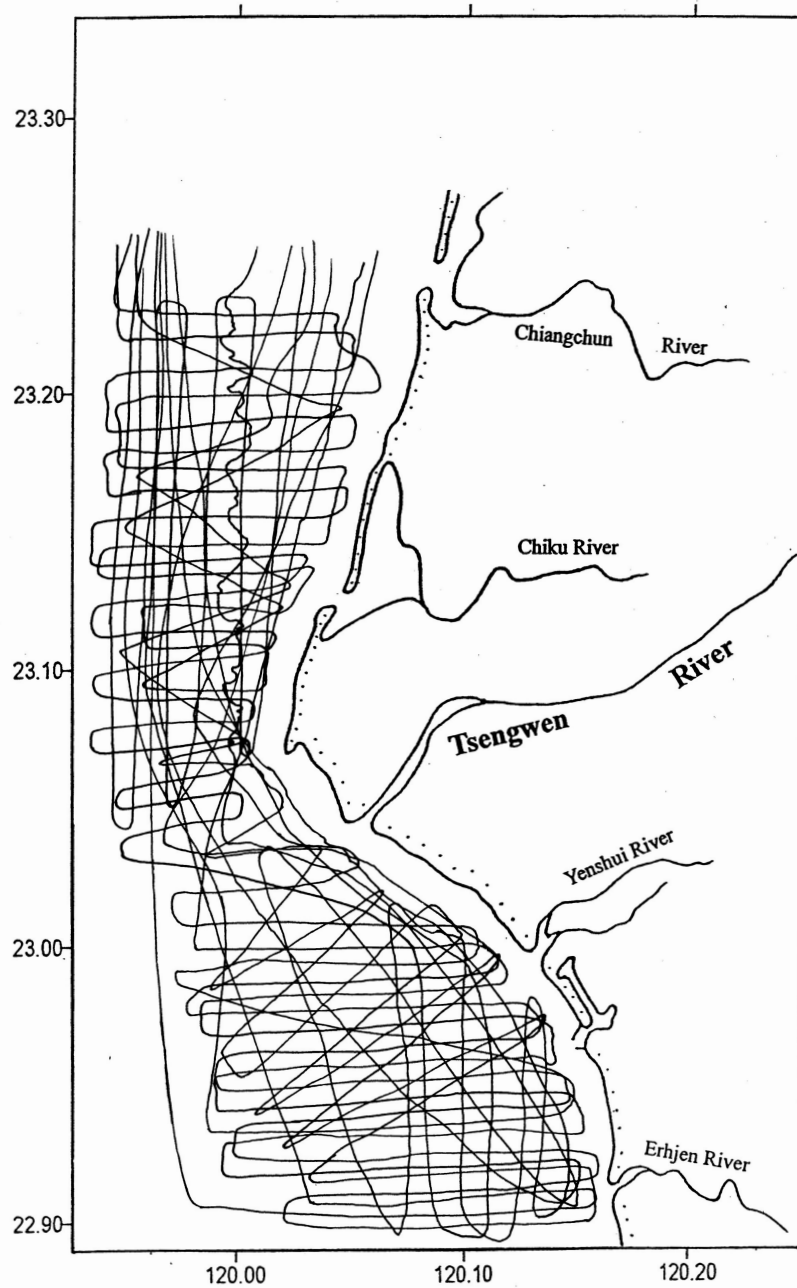 23.30
Chiangchun
River
23.20
Chiku River
River
23.10
Tsengwen
Yenshui River
23.00
Erhjen River
22.90
120.00
120.10
120.20